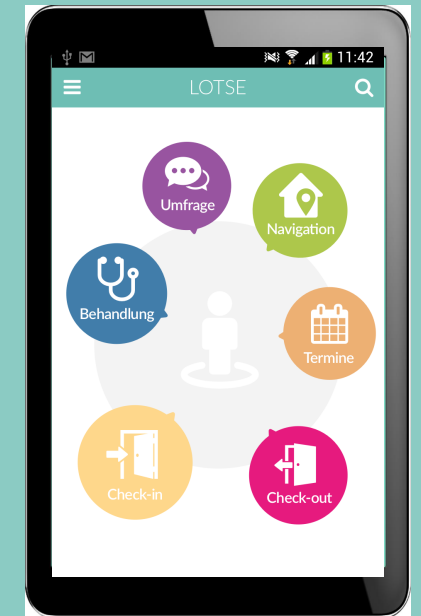 11:42
LOTSE
Umfrage
Navigation
Behandlung
Termine
Check-in
Check-out